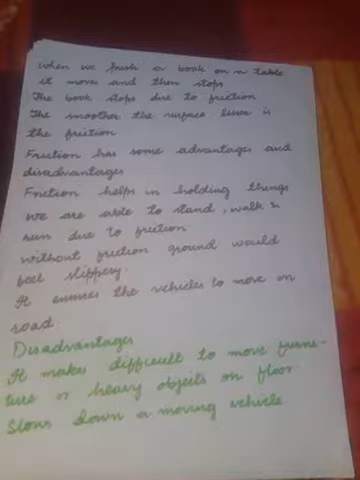 when we push a book on a table
it moves and then stops
The book stops due to friction
The smoother the surface lesser is
the friction
Friction has some advantages and
disadvantages
Friction helps in holding things
we are able to stand, walk &
run due to friction
without friction ground would
feel slippery.
It ensures the vehicles to move on
road
Disadvantages
It makes difficult to move furni-
ture or heavy objects on floor
Slows down a moving vehicle